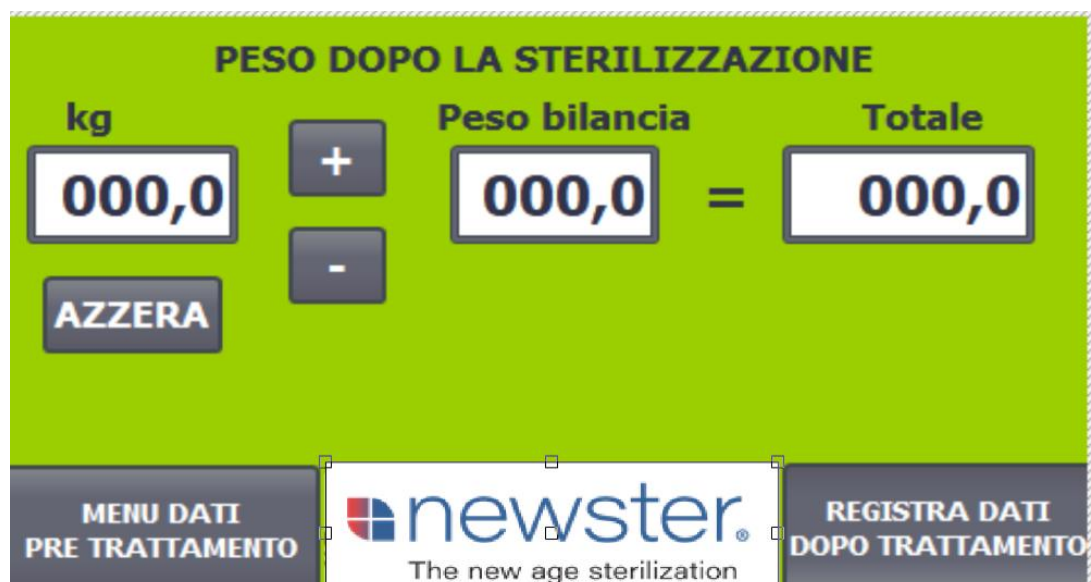 PESO DOPO LA STERILIZZAZIONE
kg
Peso bilancia
Totale
000,0
+
000,0
=
000,0
-
AZZERA
MENU DATI
PRE TRATTAMENTO
newster®
The new age sterilization
REGISTRA DATI
DOPO TRATTAMENTO